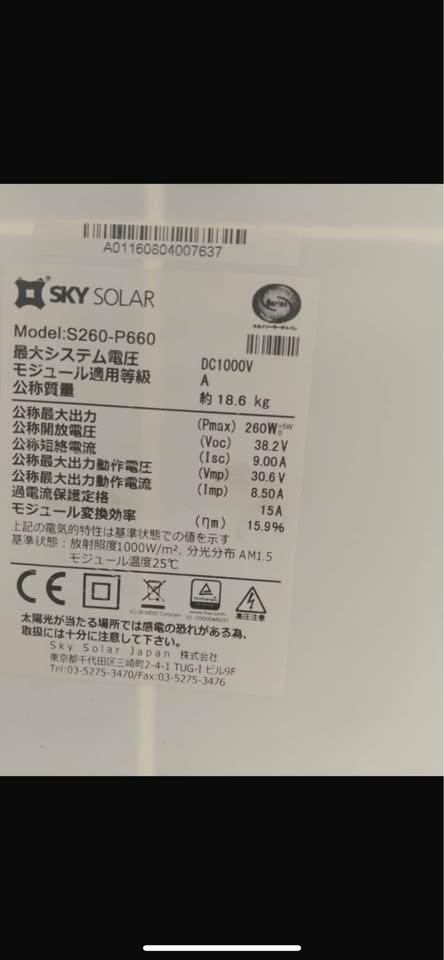 A01160804007637
SKY SOLAR
Model:S260-P660
最大システム電圧 DC1000V
モジュール適用等級 A
公称質量 約 18.6 kg
公称最大出力 (Pmax) 260W +5W 0
公称開放電圧 (Voc) 38.2V
公称短絡電流 (Isc) 9.00A
公称最大出力動作電圧 (Vmp) 30.6V
公称最大出力動作電流 (Imp) 8.50A
過電流保護定格 15A
モジュール変換効率 (ηm) 15.9%
上記の電気的特性は基準状態での値を示す
基準状態：放射照度1000W/m², 分光分布 AM1.5
モジュール温度25℃
CE
高圧注意
太陽光が当たる場所では感電の恐れがある為、
取扱には十分に注意して下さい。
Sky Solar Japan 株式会社
東京都千代田区三崎町2-4-1 TUG-I ビル9F
Tel:03-5275-3470/Fax:03-5275-3476